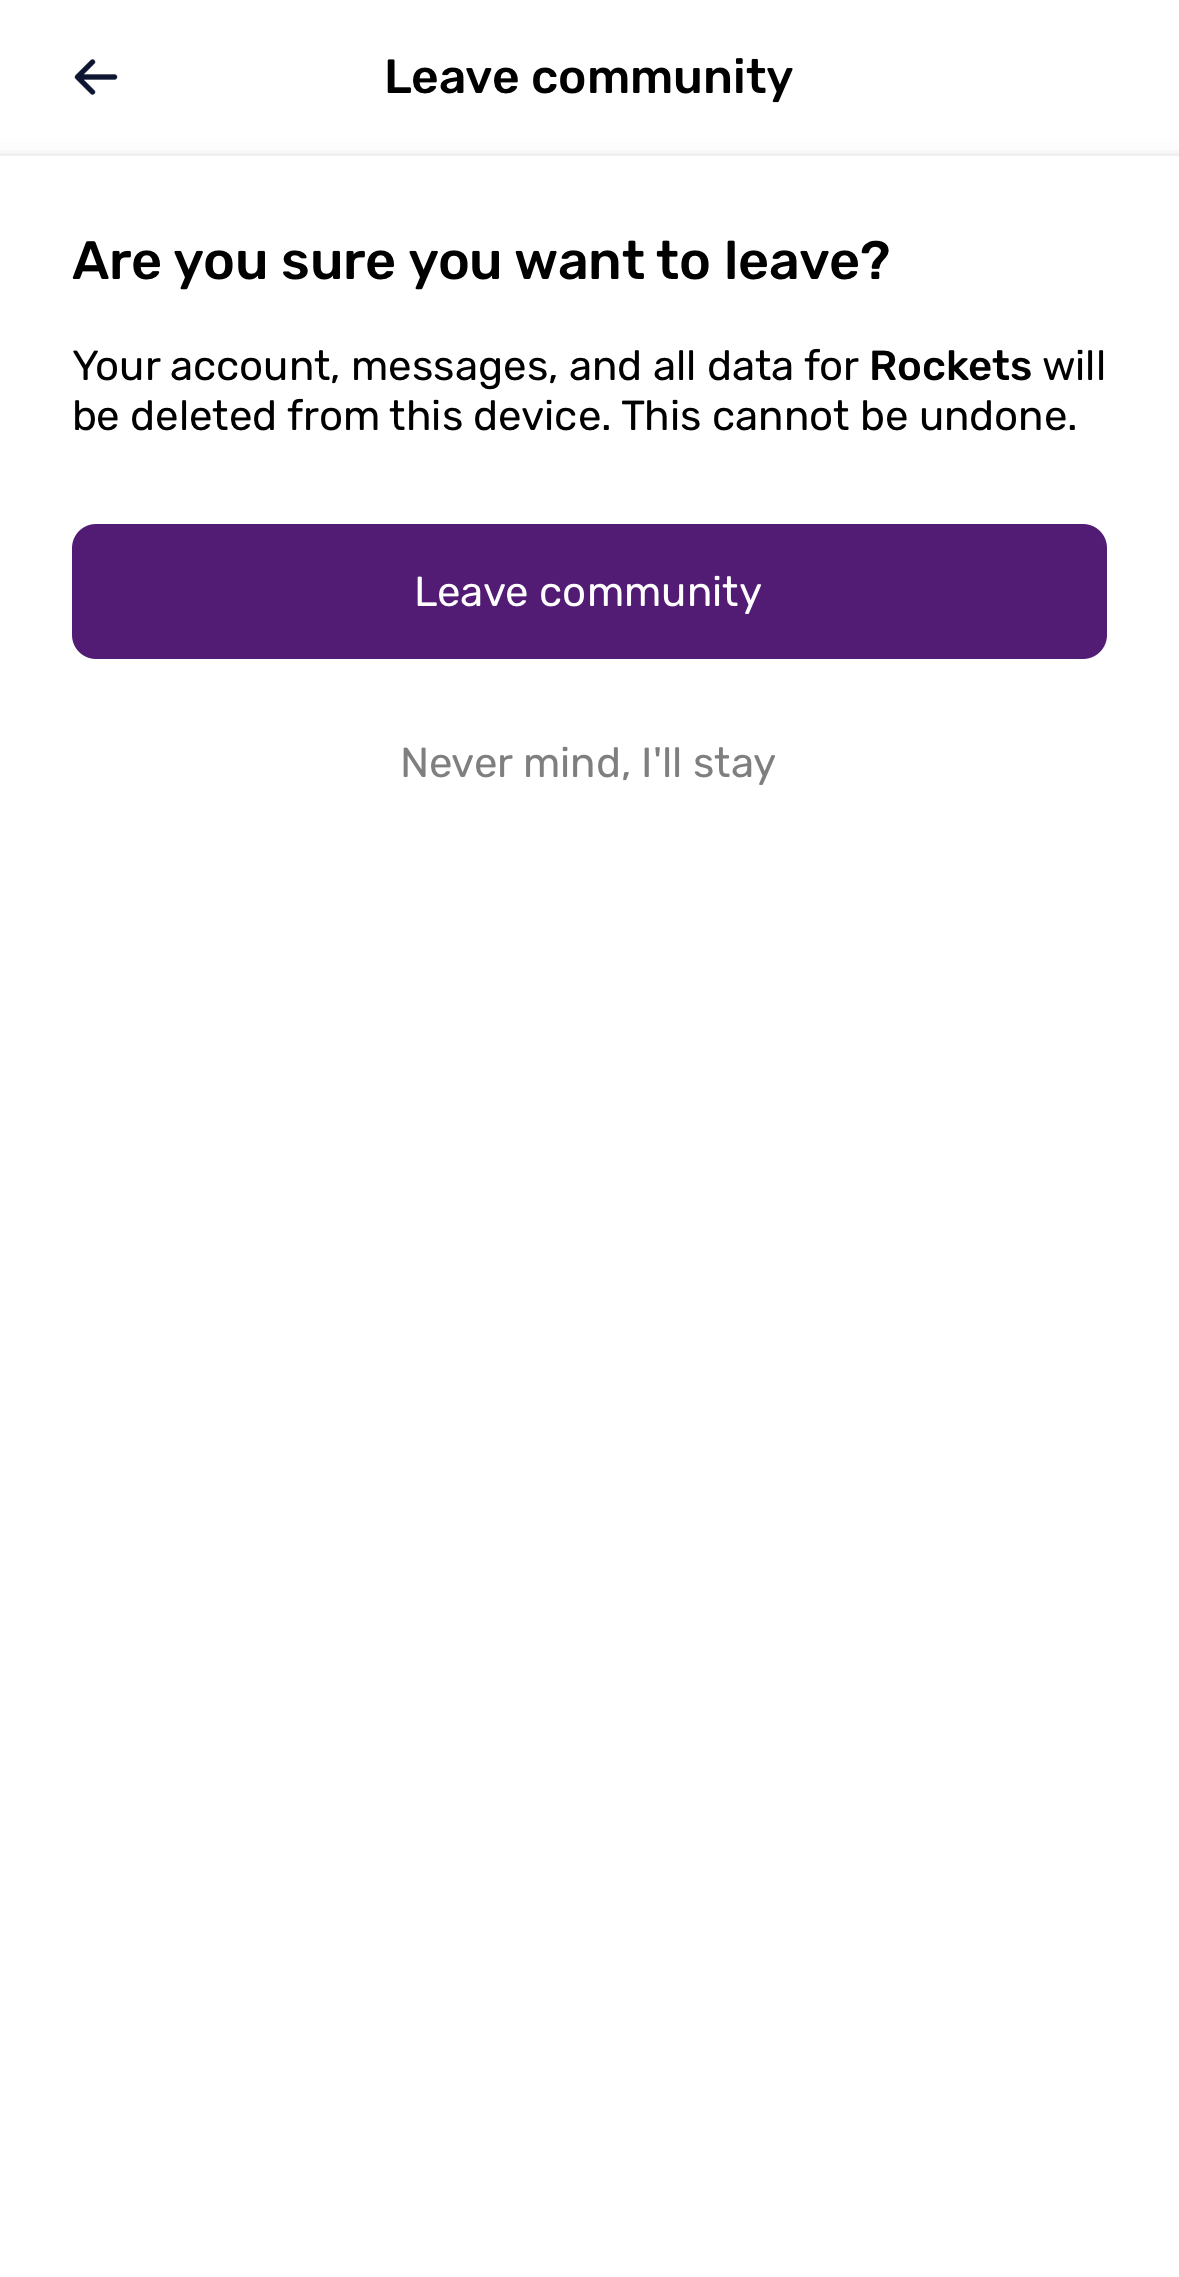 Leave community
Are you sure you want to leave?
Your account, messages, and all data for Rockets will
be deleted from this device. This cannot be undone.
Leave community
Never mind, I'll stay